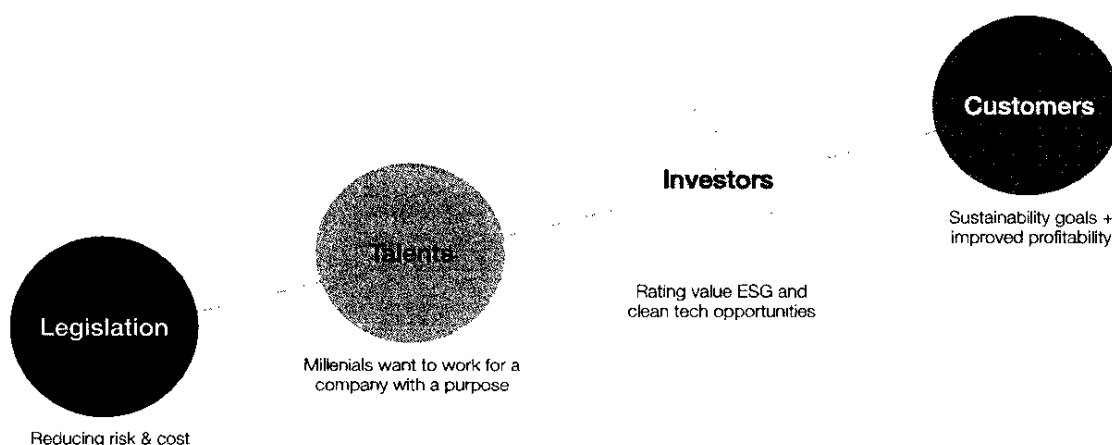 Legislation
Reducing risk & cost
Talents
Millenials want to work for a
company with a purpose
Investors
Rating value ESG and
clean tech opportunities
Customers
Sustainability goals +
improved profitability